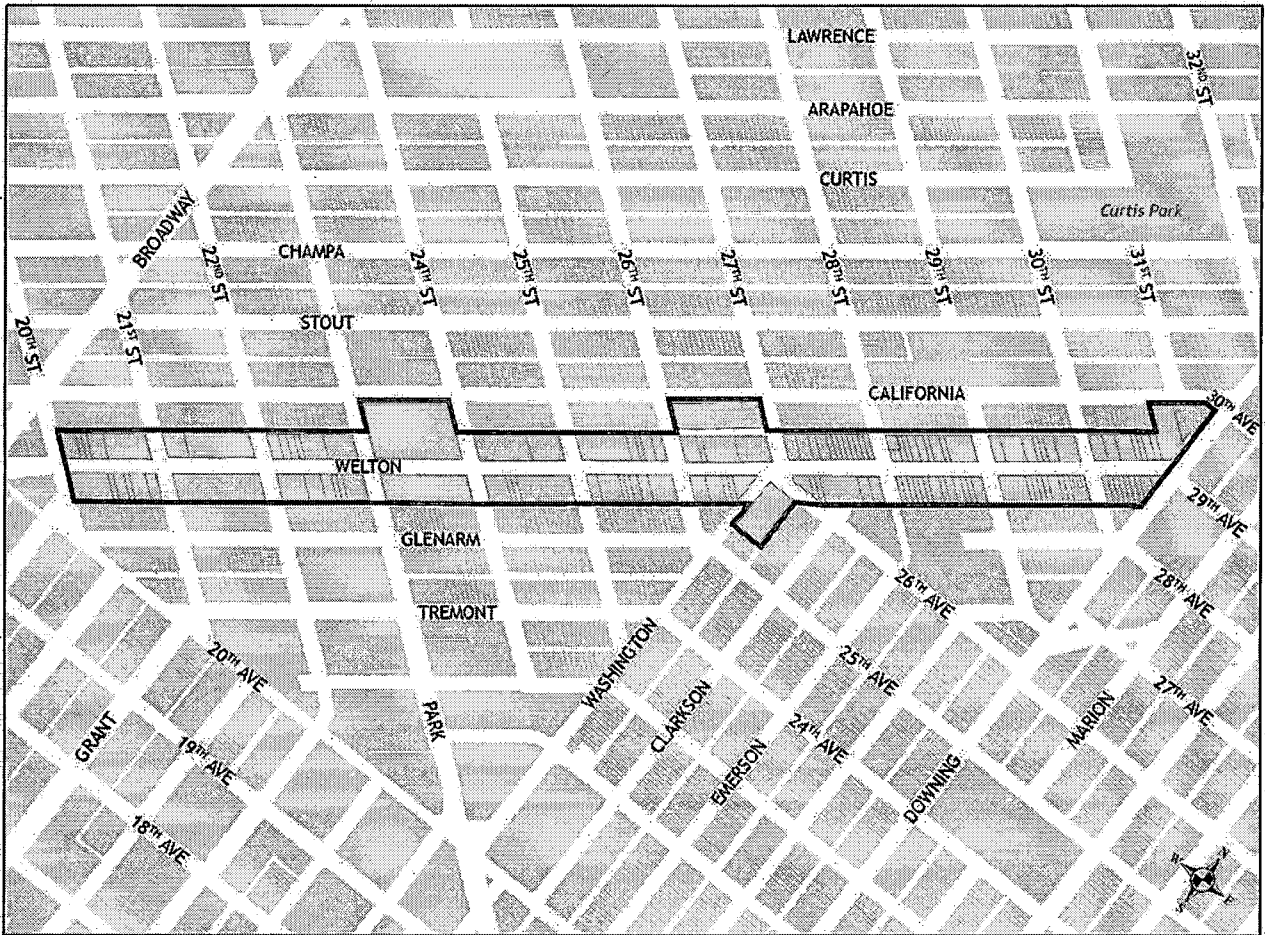 LAWRENCE
32ND ST
ARAPAHOE
CURTIS
Curtis Park
BROADWAY
22ND ST
CHAMPA
24TH ST
25TH ST
26TH ST
27TH ST
28TH ST
29TH ST
30TH ST
31ST ST
20TH ST
21ST ST
STOUT
CALIFORNIA
30TH AVE
WELTON
29TH AVE
GLENARM
26TH AVE
28TH AVE
TREMONT
WASHINGTON
20TH AVE
25TH AVE
27TH AVE
GRANT
PARK
CLARKSON
MARION
19TH AVE
24TH AVE
EMERSON
DOWNING
18TH AVE
N
W
E
S